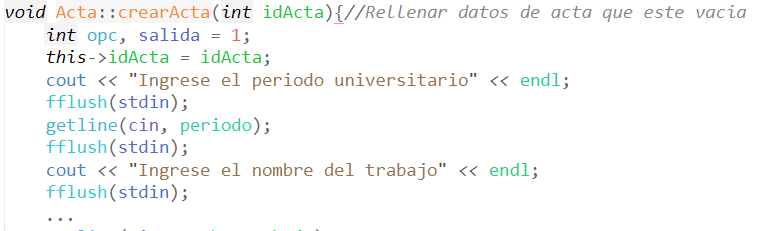 void Acta::crearActa(int idActa){//Rellenar datos de acta que este vacia
int opc, salida = 1;
this->idActa = idActa;
cout << "Ingrese el periodo universitario" << endl;
fflush(stdin);
getline(cin, periodo);
fflush(stdin);
cout << "Ingrese el nombre del trabajo" << endl;
fflush(stdin);
...